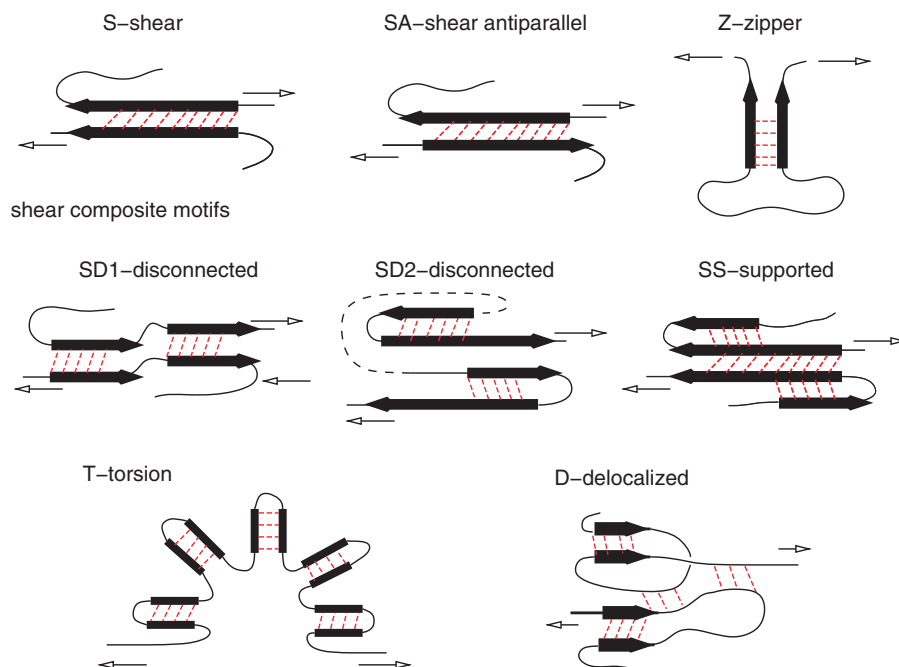 S−shear
SA−shear antiparallel
Z−zipper
shear composite motifs
SD1−disconnected
SD2−disconnected
SS−supported
T−torsion
D−delocalized